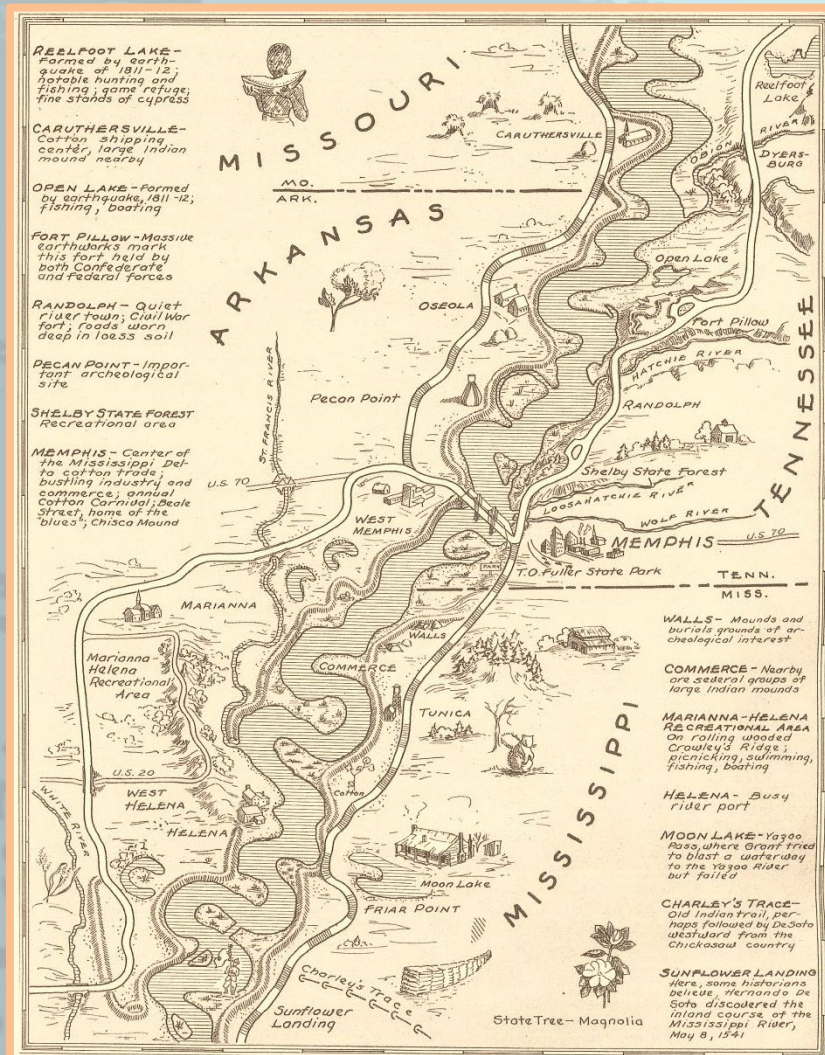 REELFOOT LAKE-
Formed by earth-
quake of 1811-12;
notable hunting and
fishing; game refuge;
fine stands of cypress
CARUTHERSVILLE-
Cotton shipping
center, large Indian
mound nearby
OPEN LAKE-Formed
by earthquake, 1811-12;
fishing, boating
FORT PILLOW-Massive
earthworks mark
this fort held by
both Confederate
and federal forces
RANDOLPH- Quiet
river town; Civil War
fort; roads worn
deep in loess soil
PECAN POINT-Impor-
tant archeological
site
SHELBY STATE FOREST
Recreational area
MEMPHIS-Center of
the Mississippi Del-
ta cotton trade;
bustling industry and
commerce; annual
Cotton Carnival; Beale
Street, home of the
"blues"; Chisca Mound
MISSOURI
CARUTHERSVILLE
Reelfoot
Lake
OBION RIVER
DYERS-
BURG
MO.
ARK.
ARKANSAS
Open Lake
OSEOLA
Fort Pillow
HATCHIE RIVER
TENNESSEE
ST. FRANCIS RIVER
Pecan Point
RANDOLPH
Shelby State Forest
U.S. 70
LOOSAHATCHIE RIVER
WOLF RIVER
WEST
MEMPHIS
MEMPHIS
U.S. 70
PARK
T.O. Fuller State Park
TENN.
MISS.
MARIANNA
WALLS
Marianna-
Helena
Recreational
Area
COMMERCE
TUNICA
U.S. 20
Cotton
WEST
HELENA
WHITE RIVER
HELENA
MISSISSIPPI
Moon Lake
FRIAR POINT
Charley's Trace
Sunflower
Landing
State Tree-Magnolia
WALLS- Mounds and
burials grounds of ar-
cheological interest
COMMERCE-Nearby
are several groups of
large Indian mounds
MARIANNA-HELENA
RECREATIONAL AREA
On rolling wooded
Crowley's Ridge;
picnicking, swimming,
fishing, boating
HELENA- Busy
river port
MOON LAKE-Yazoo
Pass, where Grant tried
to blast a waterway
to the Yazoo River
but failed
CHARLEY'S TRACE-
Old Indian trail, per-
haps followed by DeSoto
westward from the
Chickasaw country
SUNFLOWER LANDING
Here, some historians
believe, Hernando De
Soto discovered the
inland course of the
Mississippi River,
May 8, 1541